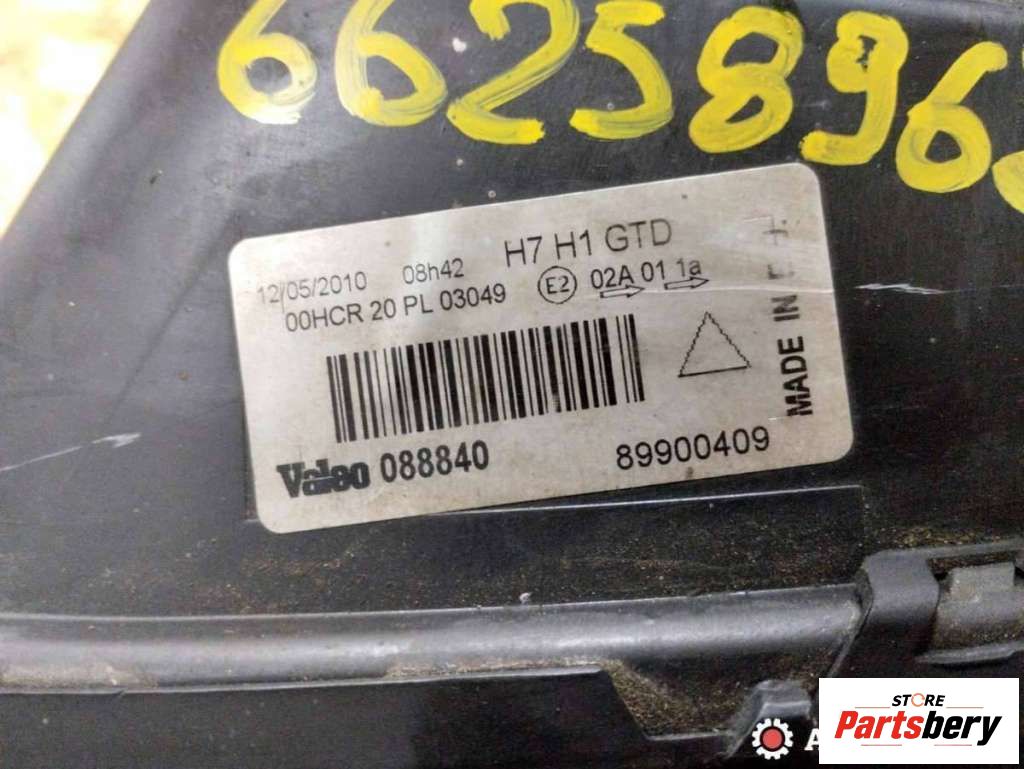 6625896
12/05/2010 08h42 H7 H1 GTD
00HCR 20 PL 03049 E2 02A 01 1a
MADE IN
Valeo 088840
89900409
STORE
Partsbery